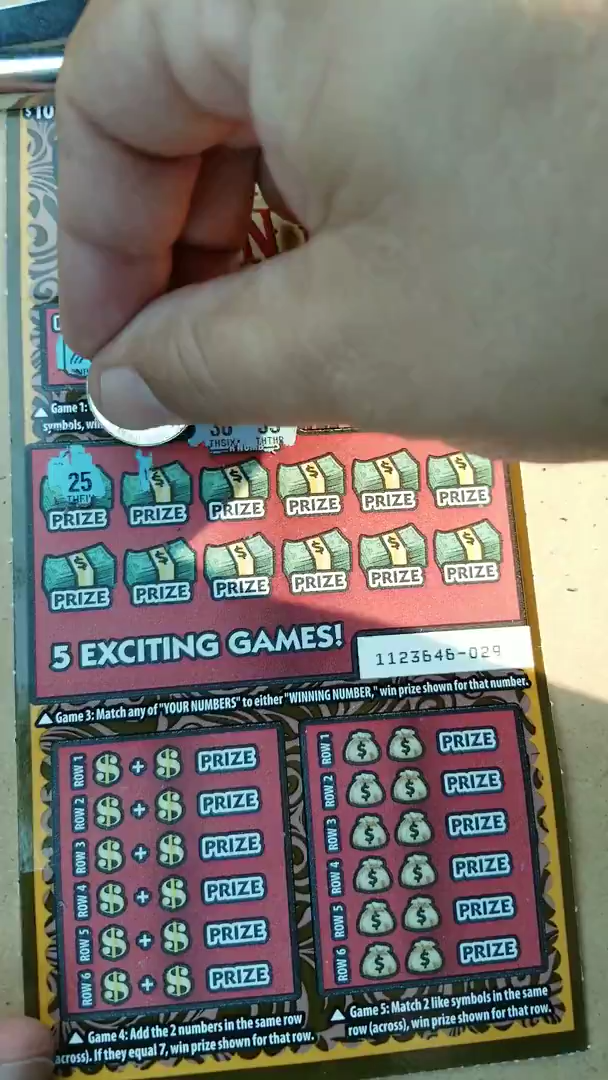 $10
N
Game 1:
symbols, wi
36 33
THSIX THTHR
25
PRIZE PRIZE PRIZE PRIZE PRIZE PRIZE
PRIZE PRIZE PRIZE PRIZE PRIZE PRIZE
5 EXCITING GAMES!
1123646-029
Game 3: Match any of "YOUR NUMBERS" to either "WINNING NUMBER," win prize shown for that number.
ROW 1 $ + $ PRIZE
ROW 2 $ + $ PRIZE
ROW 3 $ + $ PRIZE
ROW 4 $ + $ PRIZE
ROW 5 $ + $ PRIZE
ROW 6 $ + $ PRIZE
Game 4: Add the 2 numbers in the same row
(across). If they equal 7, win prize shown for that row.
ROW 1 $ $ PRIZE
ROW 2 $ $ PRIZE
ROW 3 $ $ PRIZE
ROW 4 $ $ PRIZE
ROW 5 $ $ PRIZE
ROW 6 $ $ PRIZE
Game 5: Match 2 like symbols in the same
row (across), win prize shown for that row.